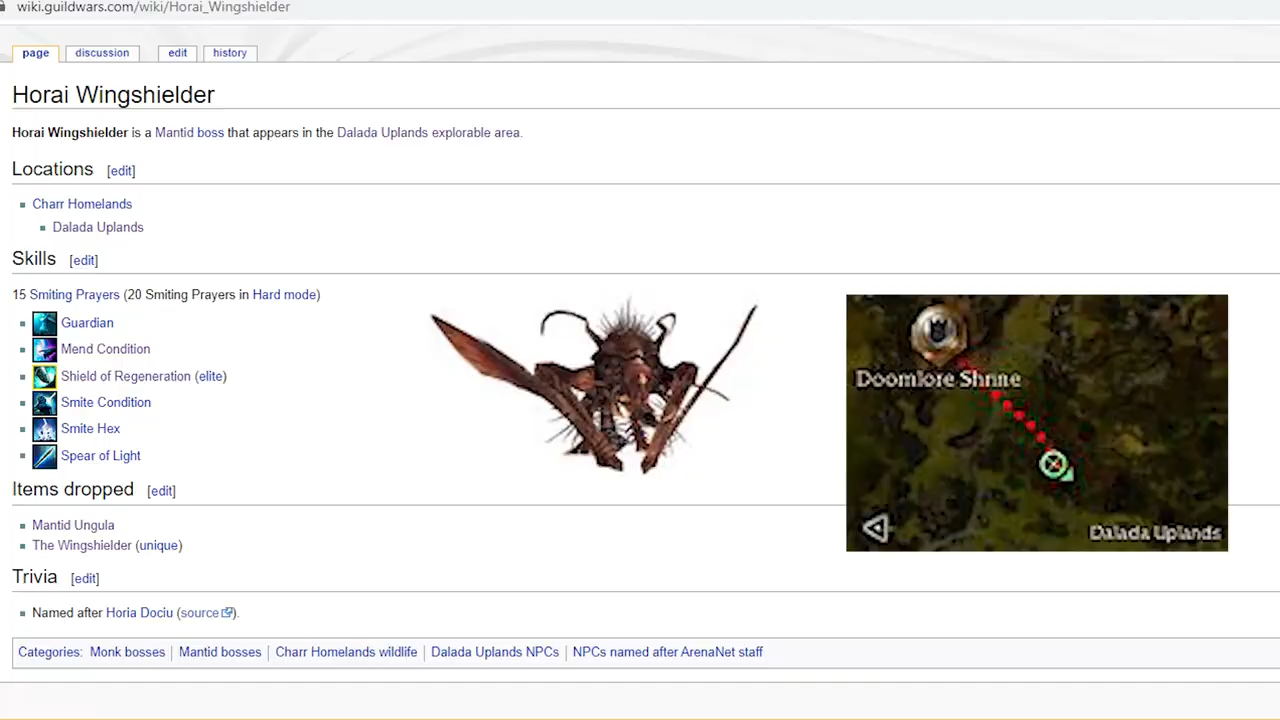 wiki.guildwars.com/wiki/Horai_Wingshielder
page discussion edit history
Horai Wingshielder
Horai Wingshielder is a Mantid boss that appears in the Dalada Uplands explorable area.
Locations [edit]
Charr Homelands
Dalada Uplands
Skills [edit]
15 Smiting Prayers (20 Smiting Prayers in Hard mode)
Guardian
Mend Condition
Shield of Regeneration (elite)
Smite Condition
Smite Hex
Spear of Light
Doomlore Shrine
Dalada Uplands
Items dropped [edit]
Mantid Ungula
The Wingshielder (unique)
Trivia [edit]
Named after Horia Dociu (source).
Categories: Monk bosses | Mantid bosses | Charr Homelands wildlife | Dalada Uplands NPCs | NPCs named after ArenaNet staff